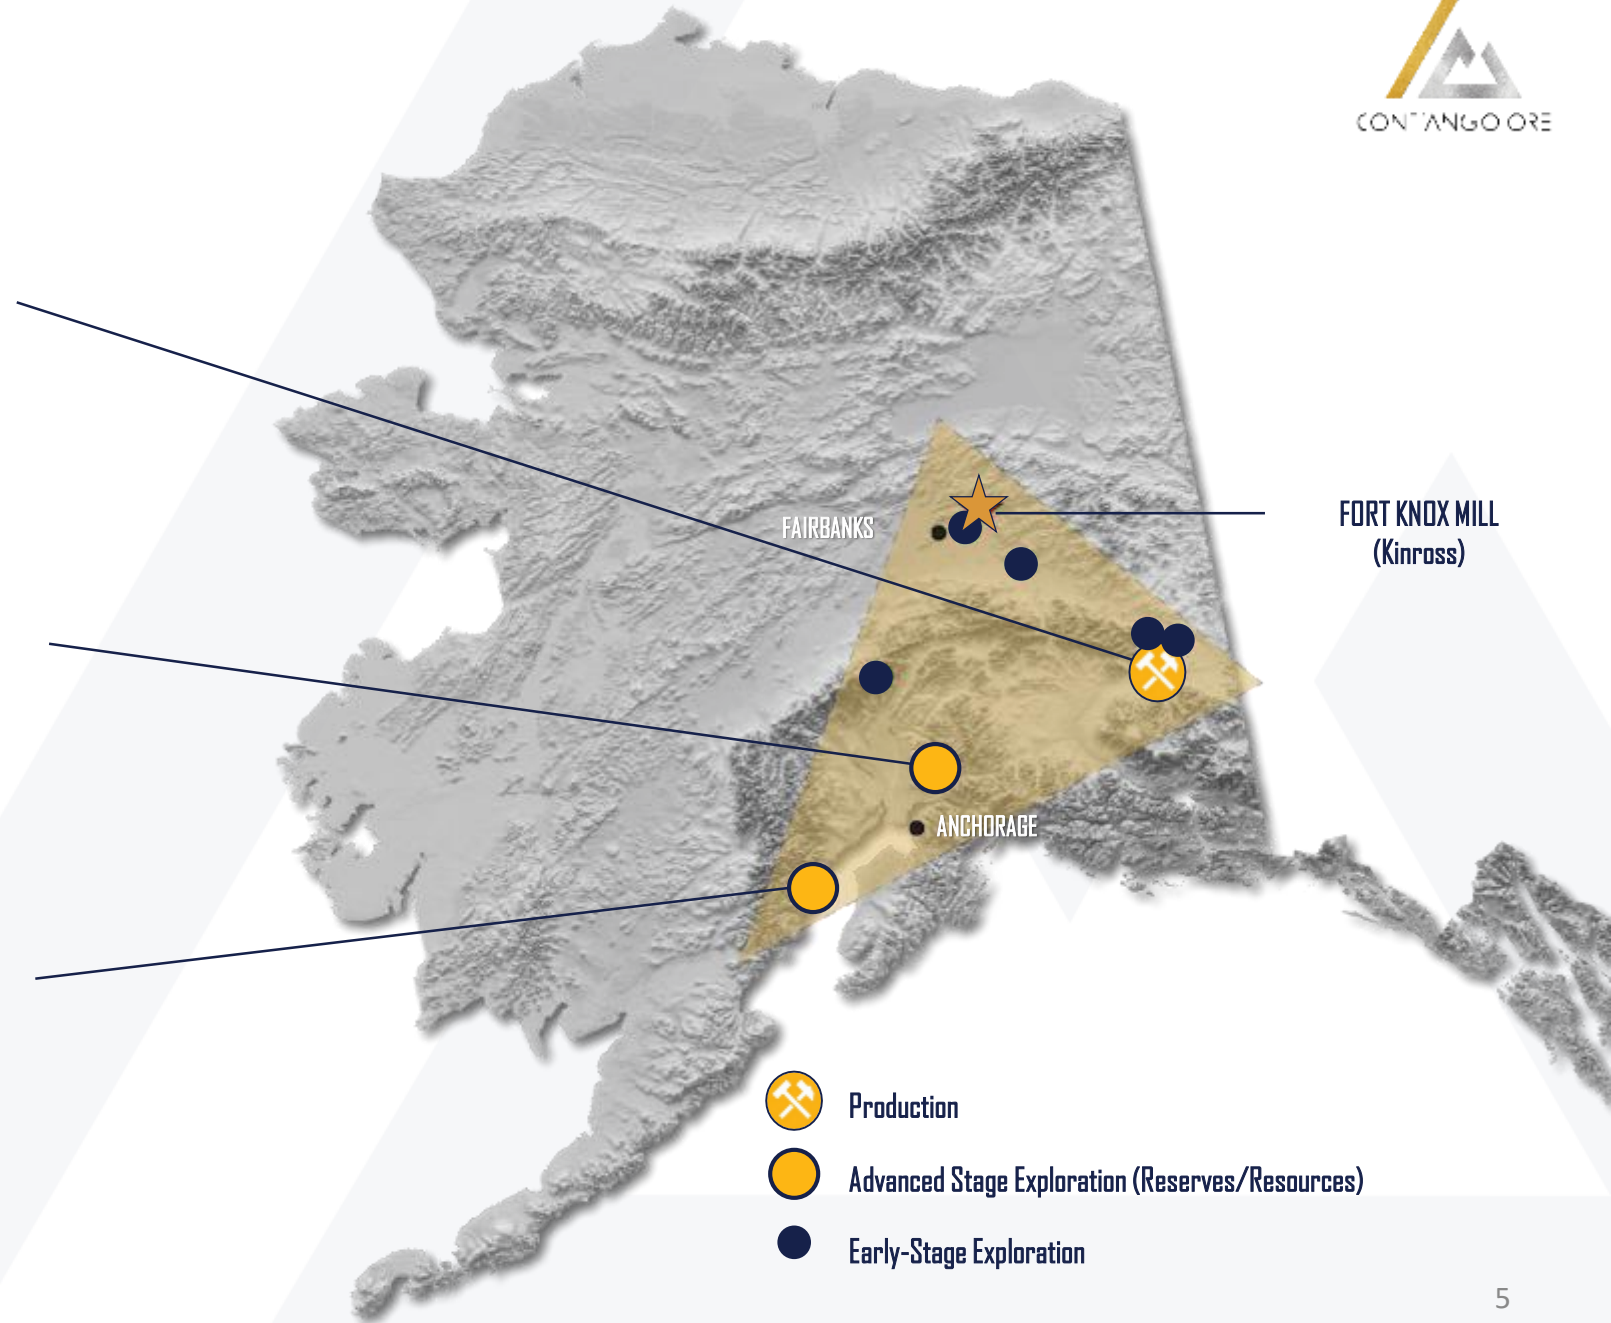 CONTANGO ORE
FAIRBANKS
FORT KNOX MILL
(Kinross)
ANCHORAGE
Production
Advanced Stage Exploration (Reserves/Resources)
Early-Stage Exploration
5